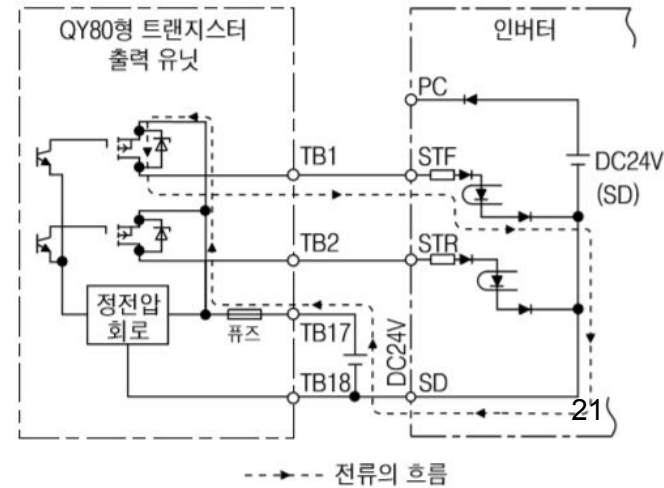 QY80형 트랜지스터
출력 유닛
인버터
PC
DC24V
(SD)
TB1
STF
TB2
STR
정전압
회로
퓨즈
TB17
DC24V
TB18
SD
21
전류의 흐름